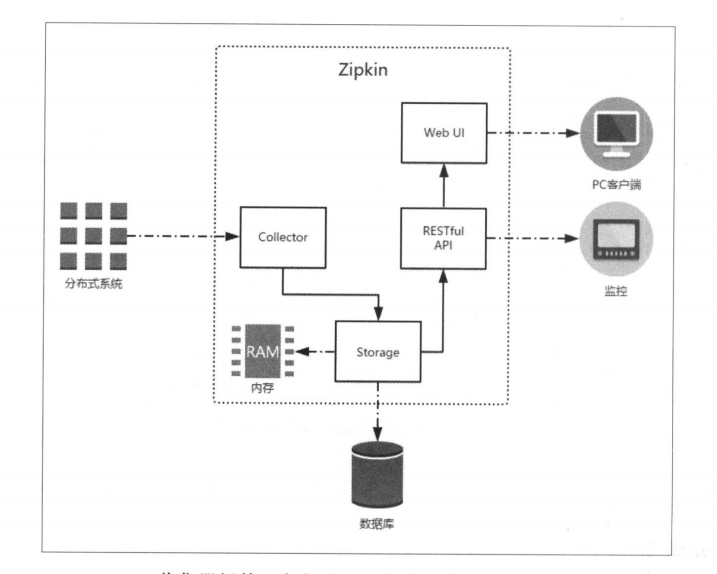 Zipkin
Web UI
PC客户端
分布式系统
Collector
RESTful
API
监控
RAM
内存
Storage
数据库